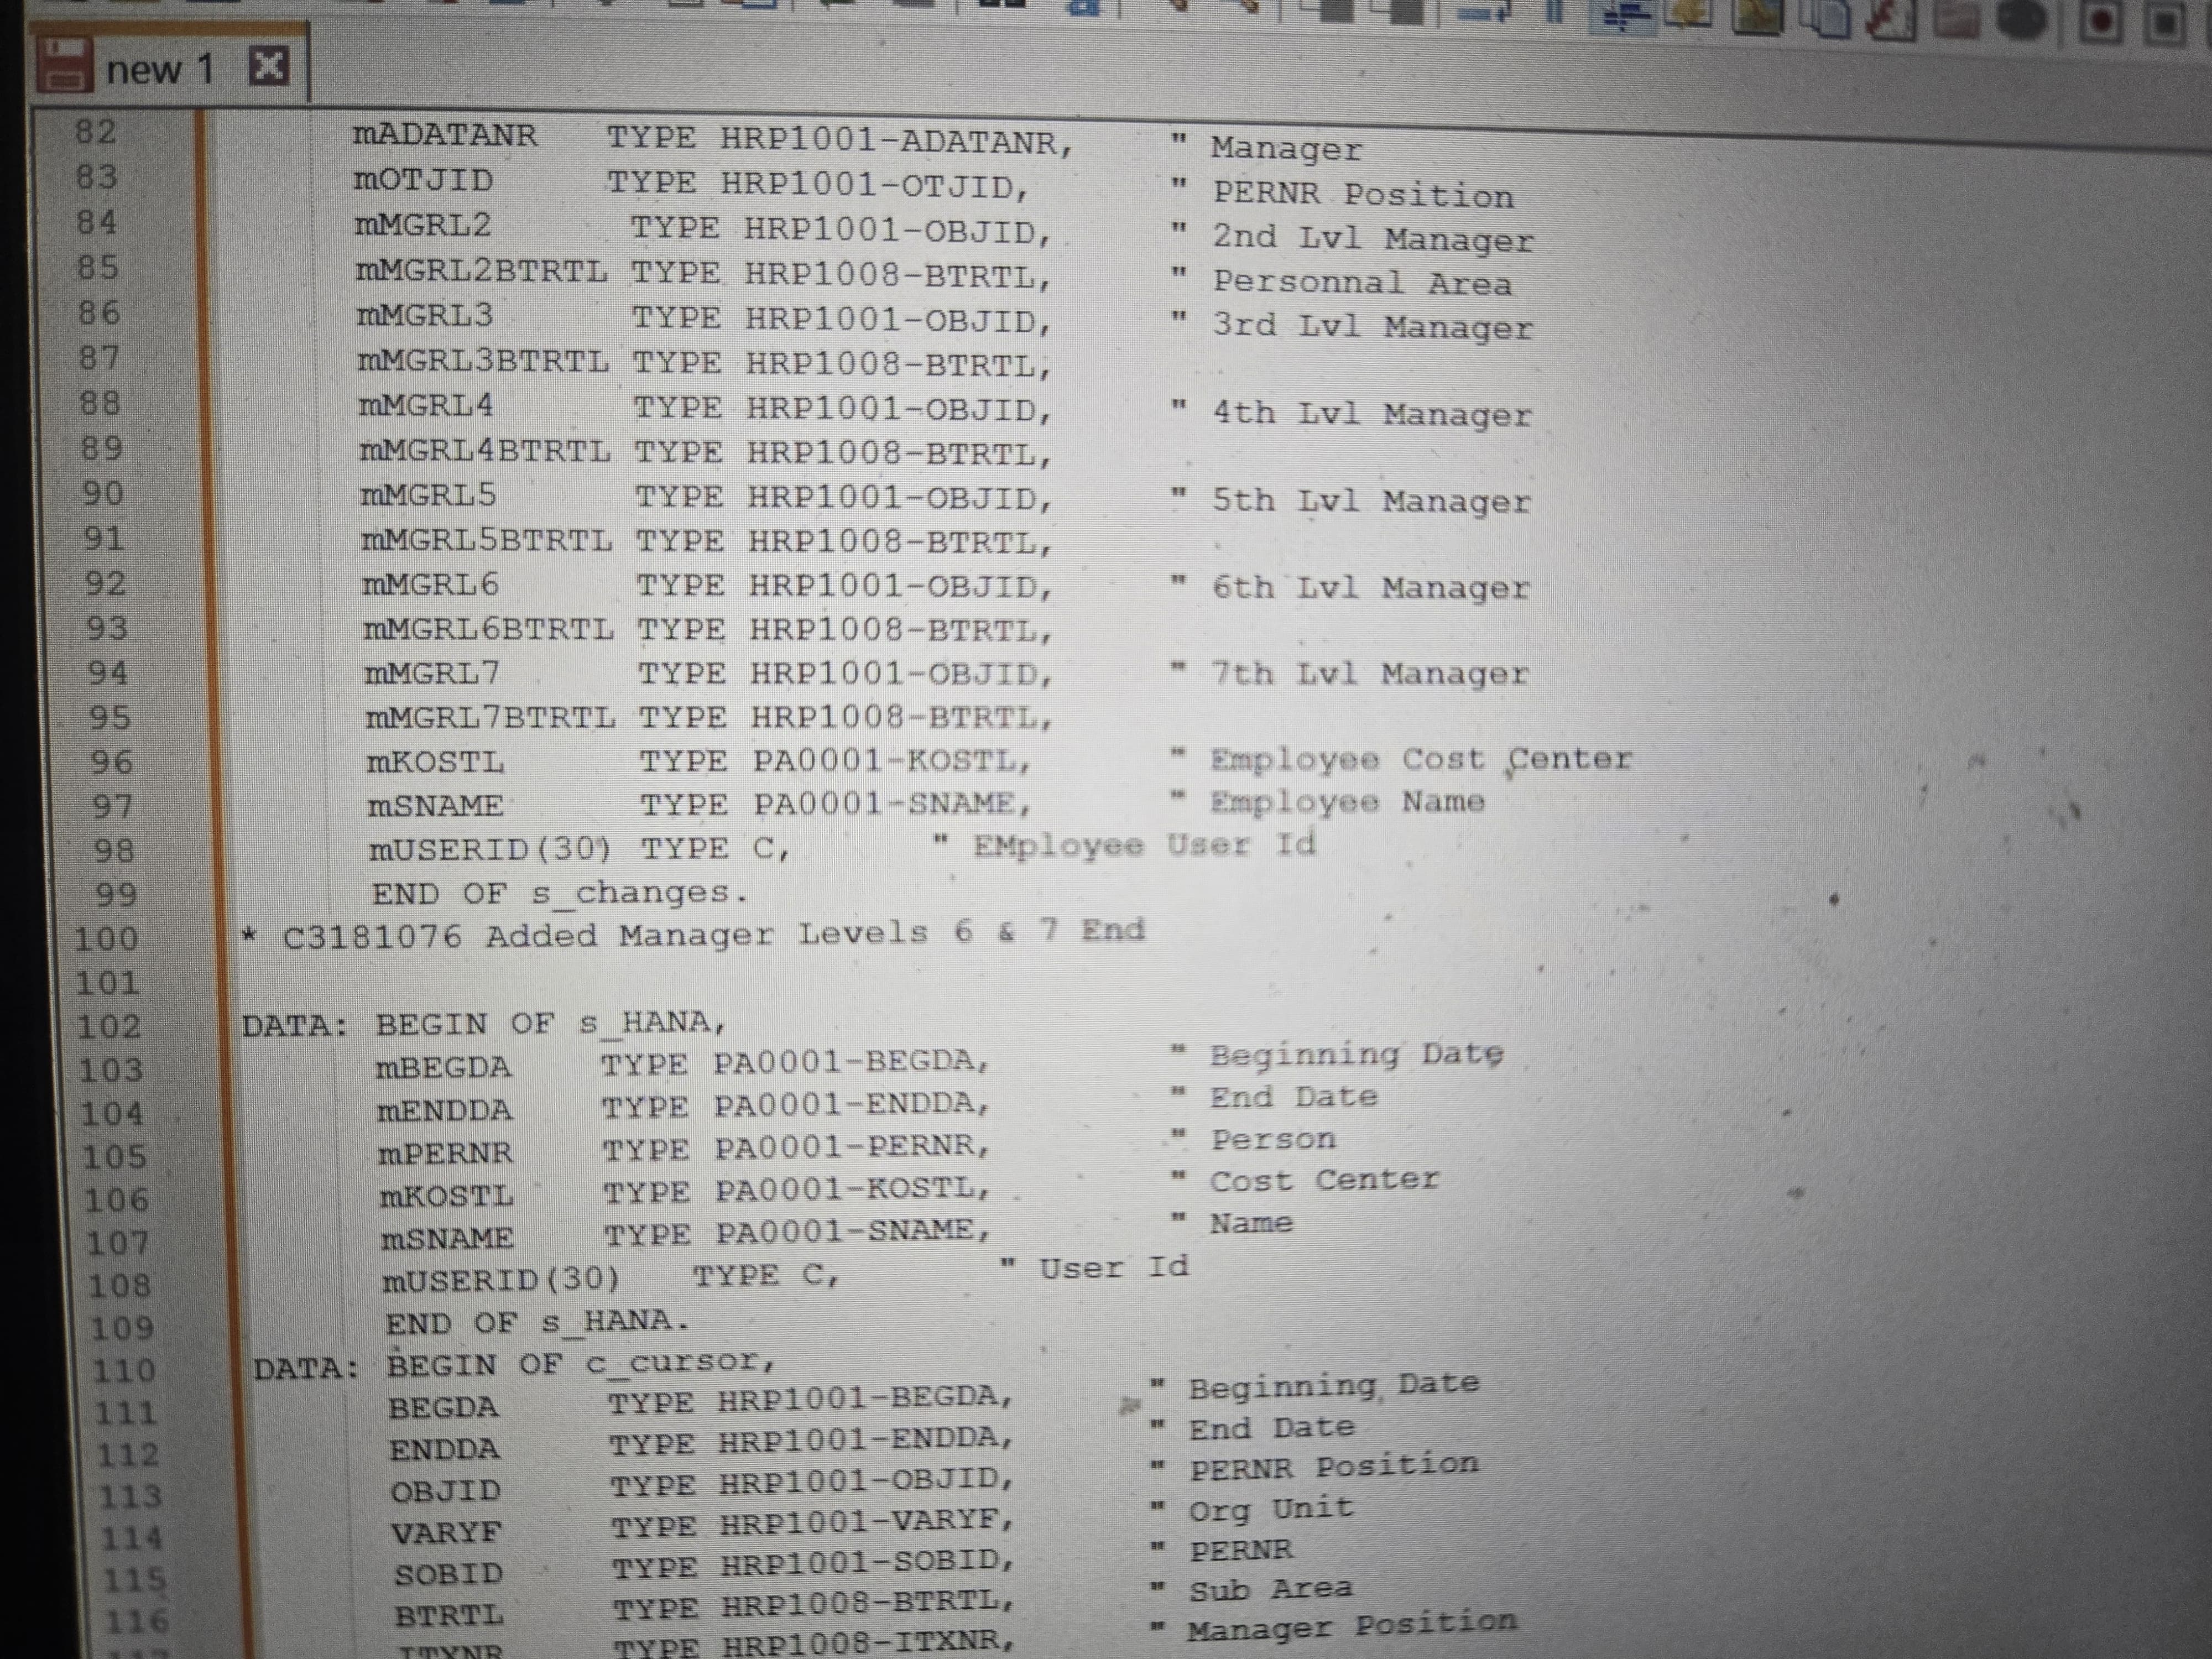 new 1
82 mADATANR TYPE HRP1001-ADATANR, " Manager
83 mOTJID TYPE HRP1001-OTJID, " PERNR Position
84 mMGRL2 TYPE HRP1001-OBJID, " 2nd Lvl Manager
85 mMGRL2BTRTL TYPE HRP1008-BTRTL, " Personnal Area
86 mMGRL3 TYPE HRP1001-OBJID, " 3rd Lvl Manager
87 mMGRL3BTRTL TYPE HRP1008-BTRTL,
88 mMGRL4 TYPE HRP1001-OBJID, " 4th Lvl Manager
89 mMGRL4BTRTL TYPE HRP1008-BTRTL,
90 mMGRL5 TYPE HRP1001-OBJID, " 5th Lvl Manager
91 mMGRL5BTRTL TYPE HRP1008-BTRTL,
92 mMGRL6 TYPE HRP1001-OBJID, " 6th Lvl Manager
93 mMGRL6BTRTL TYPE HRP1008-BTRTL,
94 mMGRL7 TYPE HRP1001-OBJID, " 7th Lvl Manager
95 mMGRL7BTRTL TYPE HRP1008-BTRTL,
96 mKOSTL TYPE PA0001-KOSTL, " Employee Cost Center
97 mSNAME TYPE PA0001-SNAME, " Employee Name
98 mUSERID(30) TYPE C, " EMployee User Id
99 END OF s_changes.
100 * C3181076 Added Manager Levels 6 & 7 End
101
102 DATA: BEGIN OF s_HANA,
103 mBEGDA TYPE PA0001-BEGDA, " Beginning Date
104 mENDDA TYPE PA0001-ENDDA, " End Date
105 mPERNR TYPE PA0001-PERNR, " Person
106 mKOSTL TYPE PA0001-KOSTL, " Cost Center
107 mSNAME TYPE PA0001-SNAME, " Name
108 mUSERID(30) TYPE C, " User Id
109 END OF s_HANA.
110 DATA: BEGIN OF c_cursor,
111 BEGDA TYPE HRP1001-BEGDA, " Beginning Date
112 ENDDA TYPE HRP1001-ENDDA, " End Date
113 OBJID TYPE HRP1001-OBJID, " PERNR Position
114 VARYF TYPE HRP1001-VARYF, " Org Unit
115 SOBID TYPE HRP1001-SOBID, " PERNR
116 BTRTL TYPE HRP1008-BTRTL, " Sub Area
117 ITXNR TYPE HRP1008-ITXNR, " Manager Position